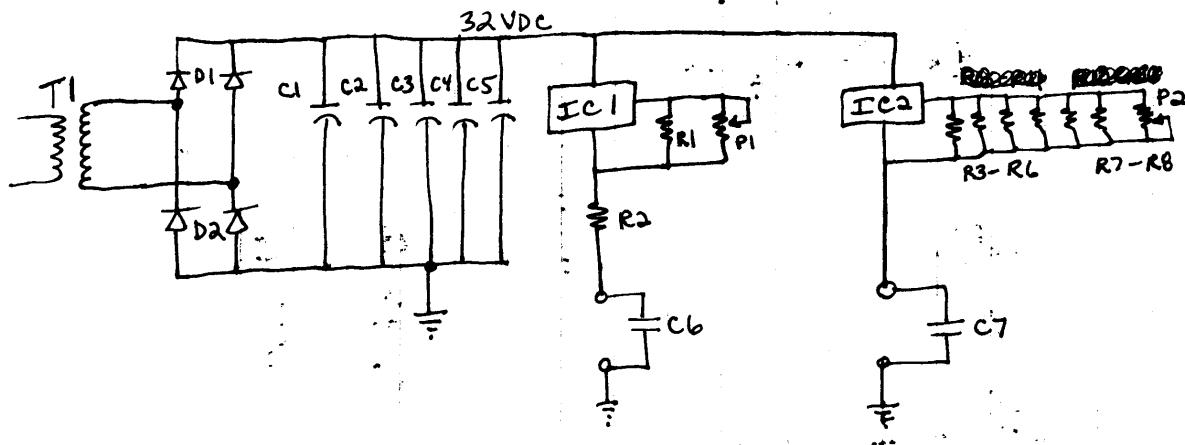 32VDC
T1
D1
C1
C2
C3
C4
C5
IC1
R1
P1
IC2
P2
R3-R6
R7-R8
D2
R2
C6
C7